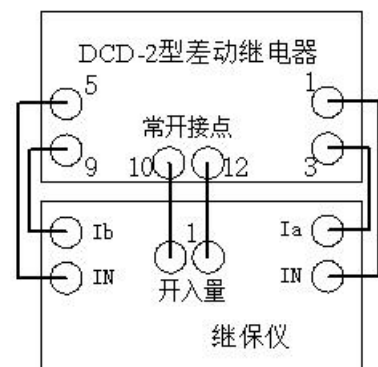 DCD-2型差动继电器
5 1
常开接点
9 10 12 3
Ib 1 Ia
IN 开入量 IN
继保仪